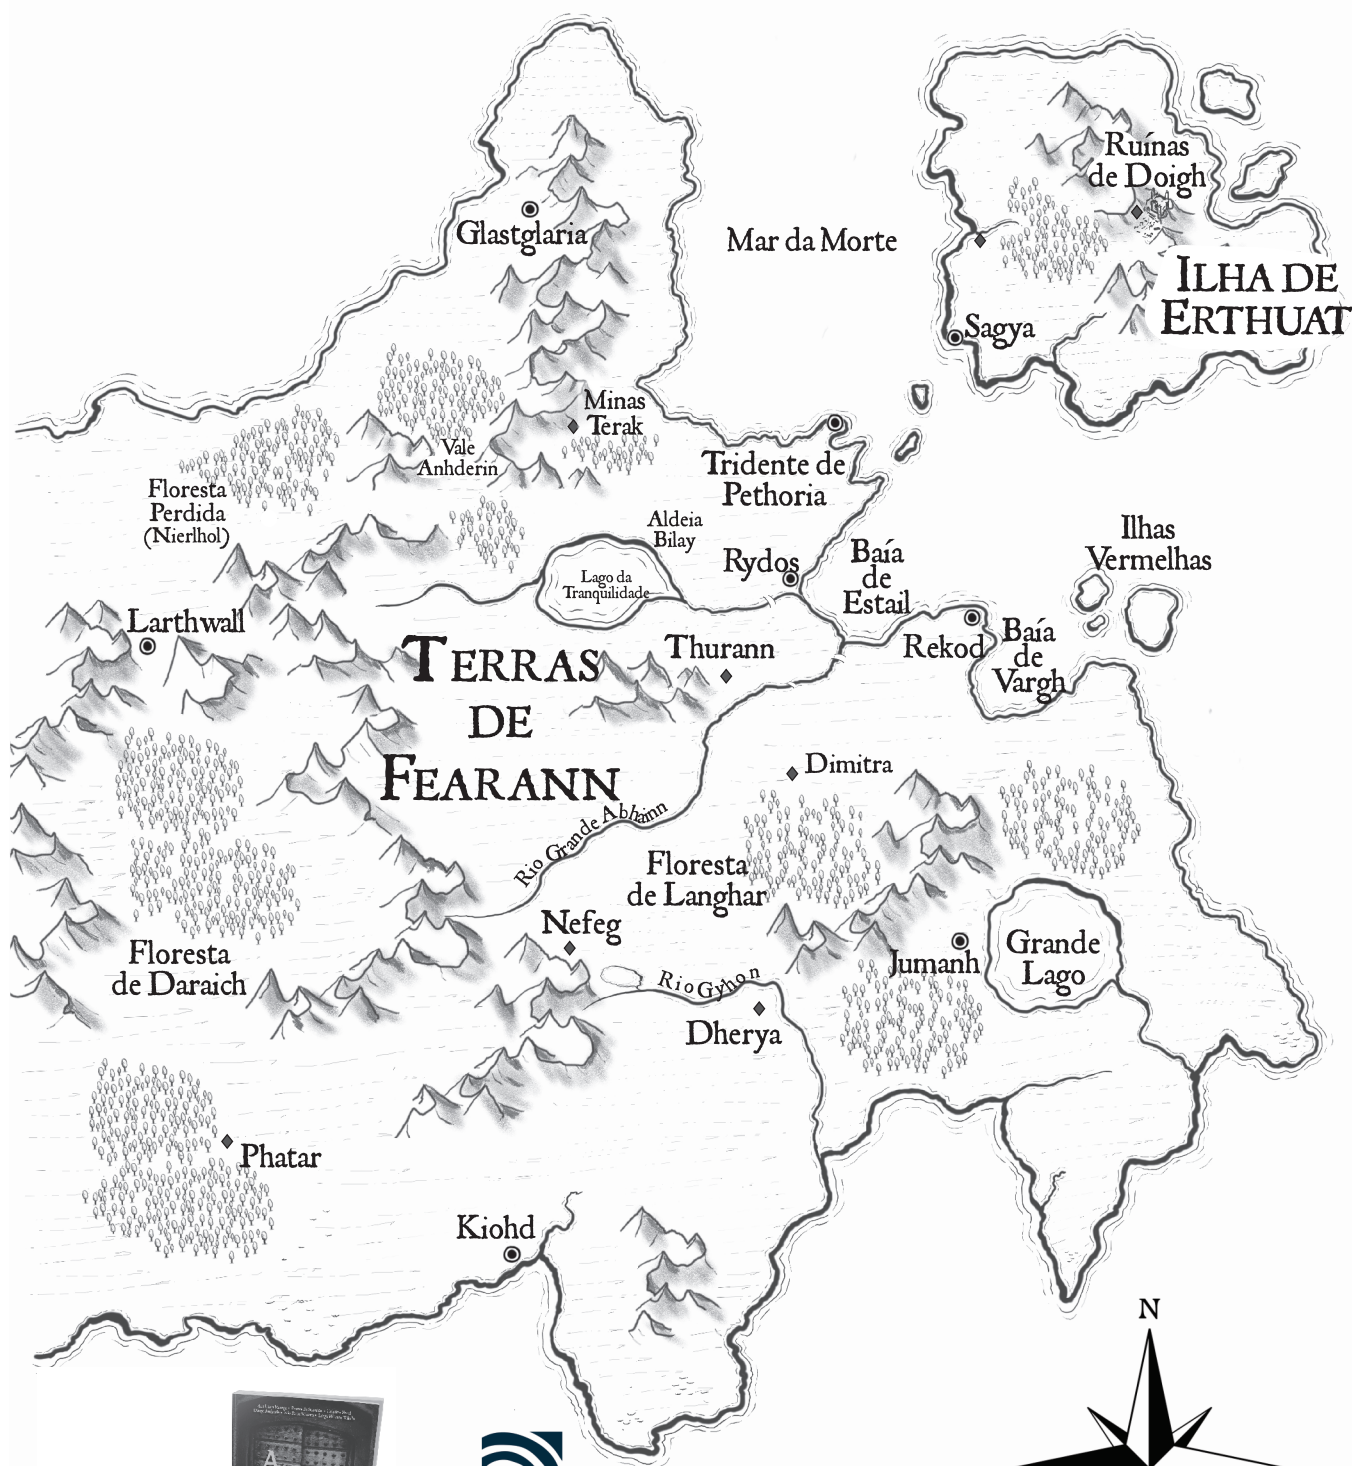 Ruínas
de Doigh
Glastglaria
Mar da Morte
ILHA DE
ERTHUAT
Sagya
Minas
Terak
Vale
Anhderin
Tridente de
Pethoria
Floresta
Perdida
(Nierlhol)
Aldeia
Bilay
Ilhas
Vermelhas
Rydos
Baía
de
Estail
Lago da
Tranquilidade
Larthwall
Thurann
Rekod
Baía
de
Vargh
TERRAS
DE
FEARANN
Dimitra
Rio Grande Abhainn
Floresta
de Langhar
Nefeg
Floresta
de Daraich
Jumanh
Grande
Lago
Rio Gyhon
Dherya
Phatar
Kiohd
N